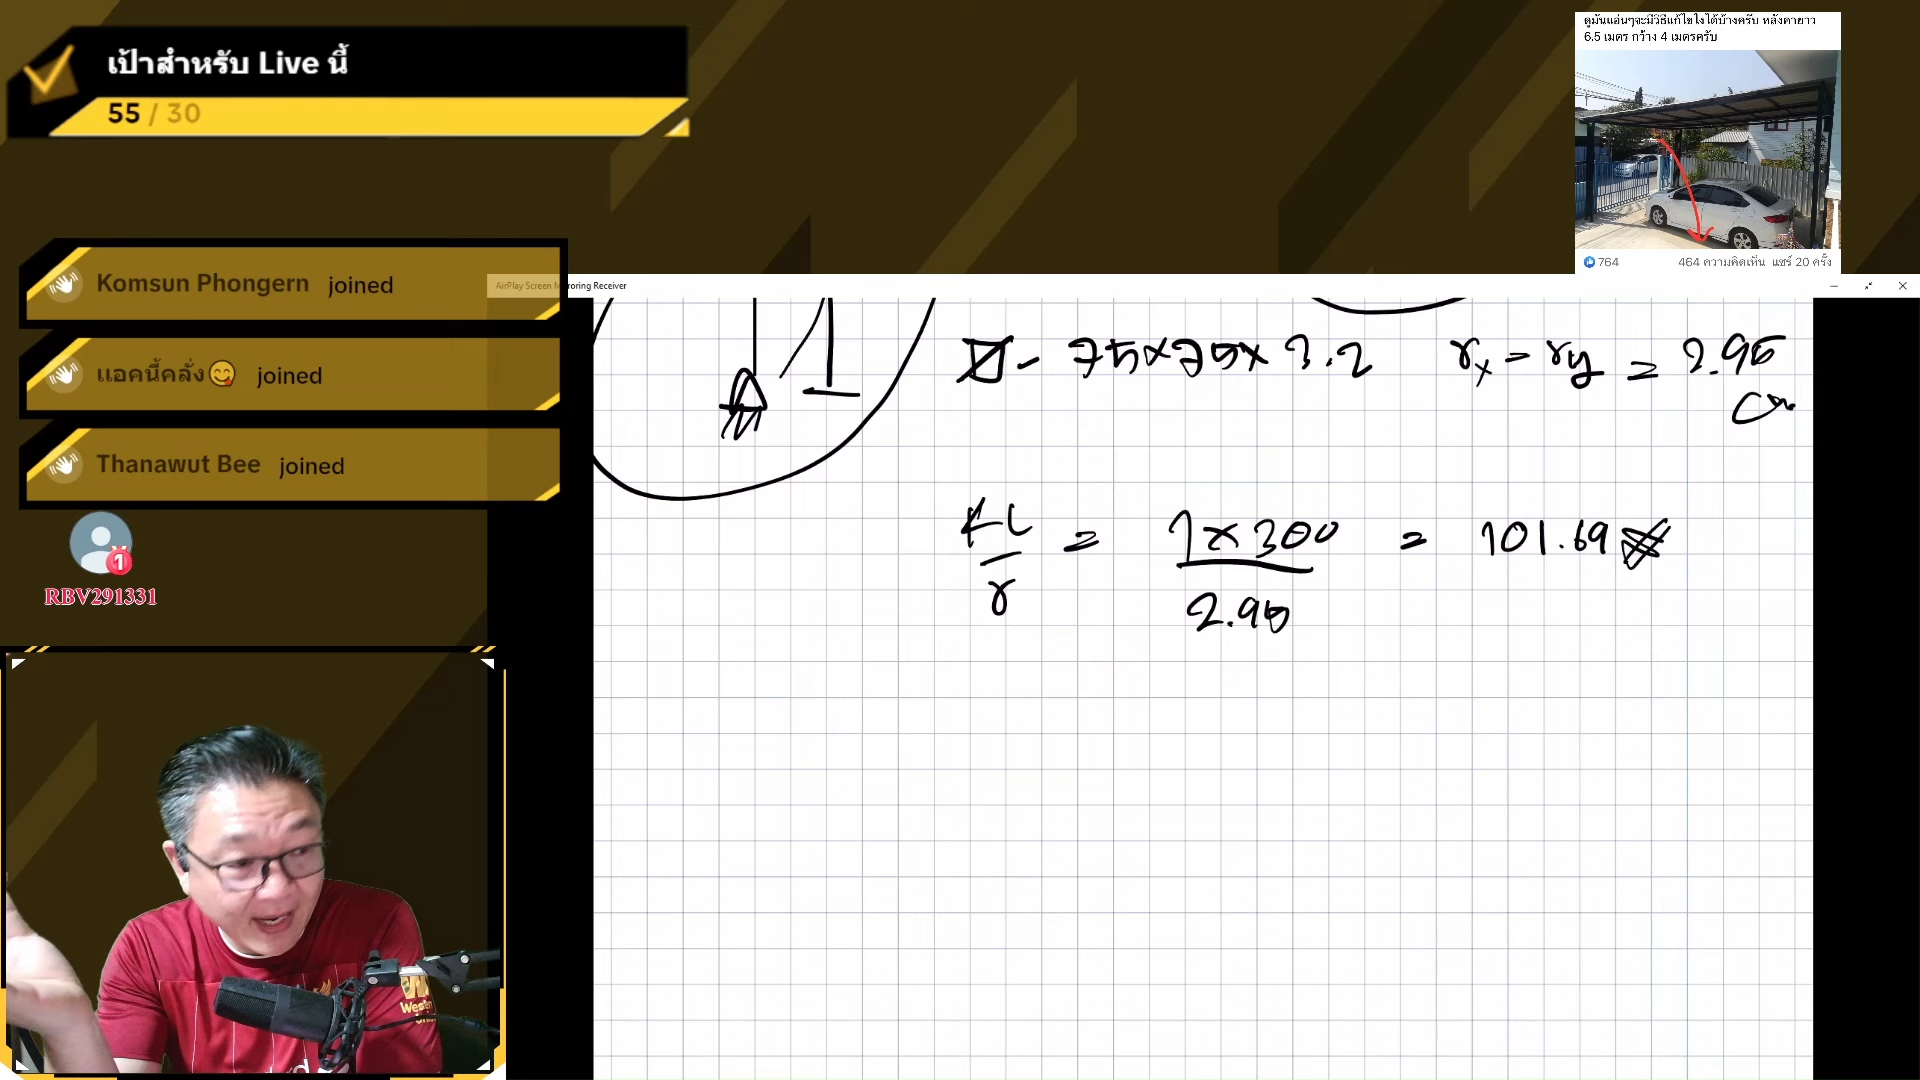 เป้าสำหรับ Live นี้
55 / 30
Komsun Phongern joined
แอคนี้คลั่ง😋 joined
Thanawut Bee joined
1
RBV291331
ดูมันแอ่นๆจะมีวิธีแก้ไขไงได้บ้างครับ หลังคายาว
6.5 เมตร กว้าง 4 เมตรครับ
764 464 ความคิดเห็น แชร์ 20 ครั้ง
AirPlay Screen Mirroring Receiver
- 75x75x 3.2 rx = ry = 2.95
cm
KL = 1 x 300 = 101.69
r 2.95